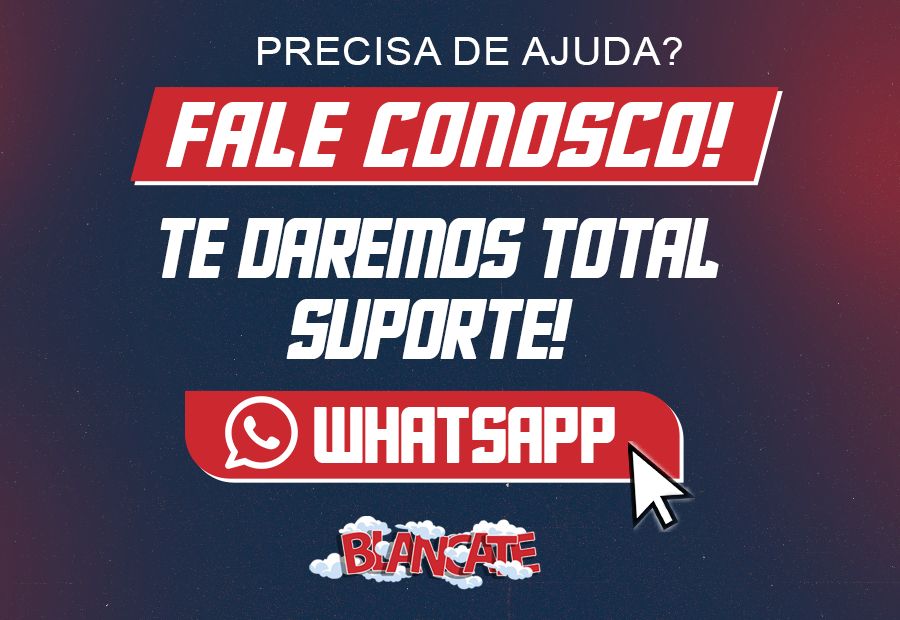 PRECISA DE AJUDA?
FALE CONOSCO!
TE DAREMOS TOTAL
SUPORTE!
WHATSAPP
BLANCATE